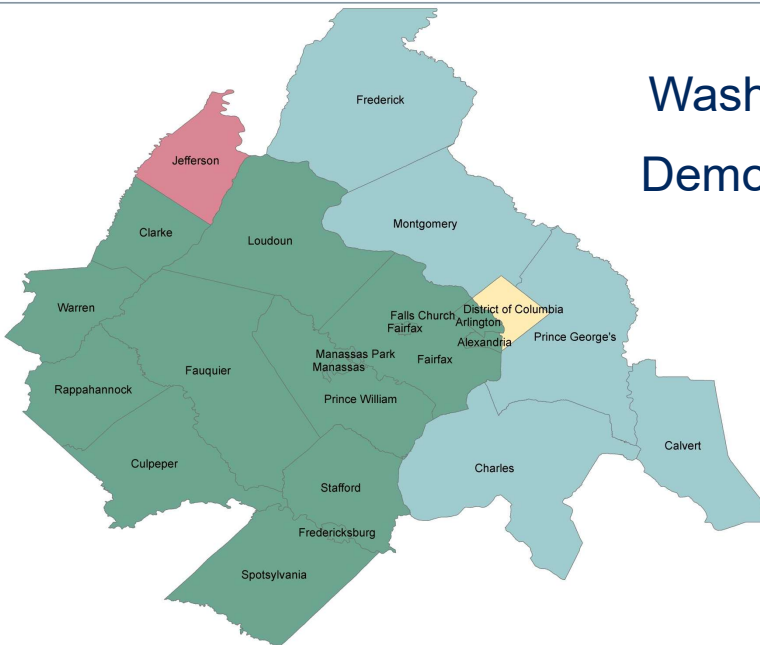 Wash
Demo
Frederick
Jefferson
Montgomery
Clarke
Loudoun
Warren
District of Columbia
Falls Church
Arlington
Fairfax
Prince George's
Alexandria
Manassas Park
Fairfax
Manassas
Fauquier
Rappahannock
Prince William
Calvert
Culpeper
Charles
Stafford
Fredericksburg
Spotsylvania